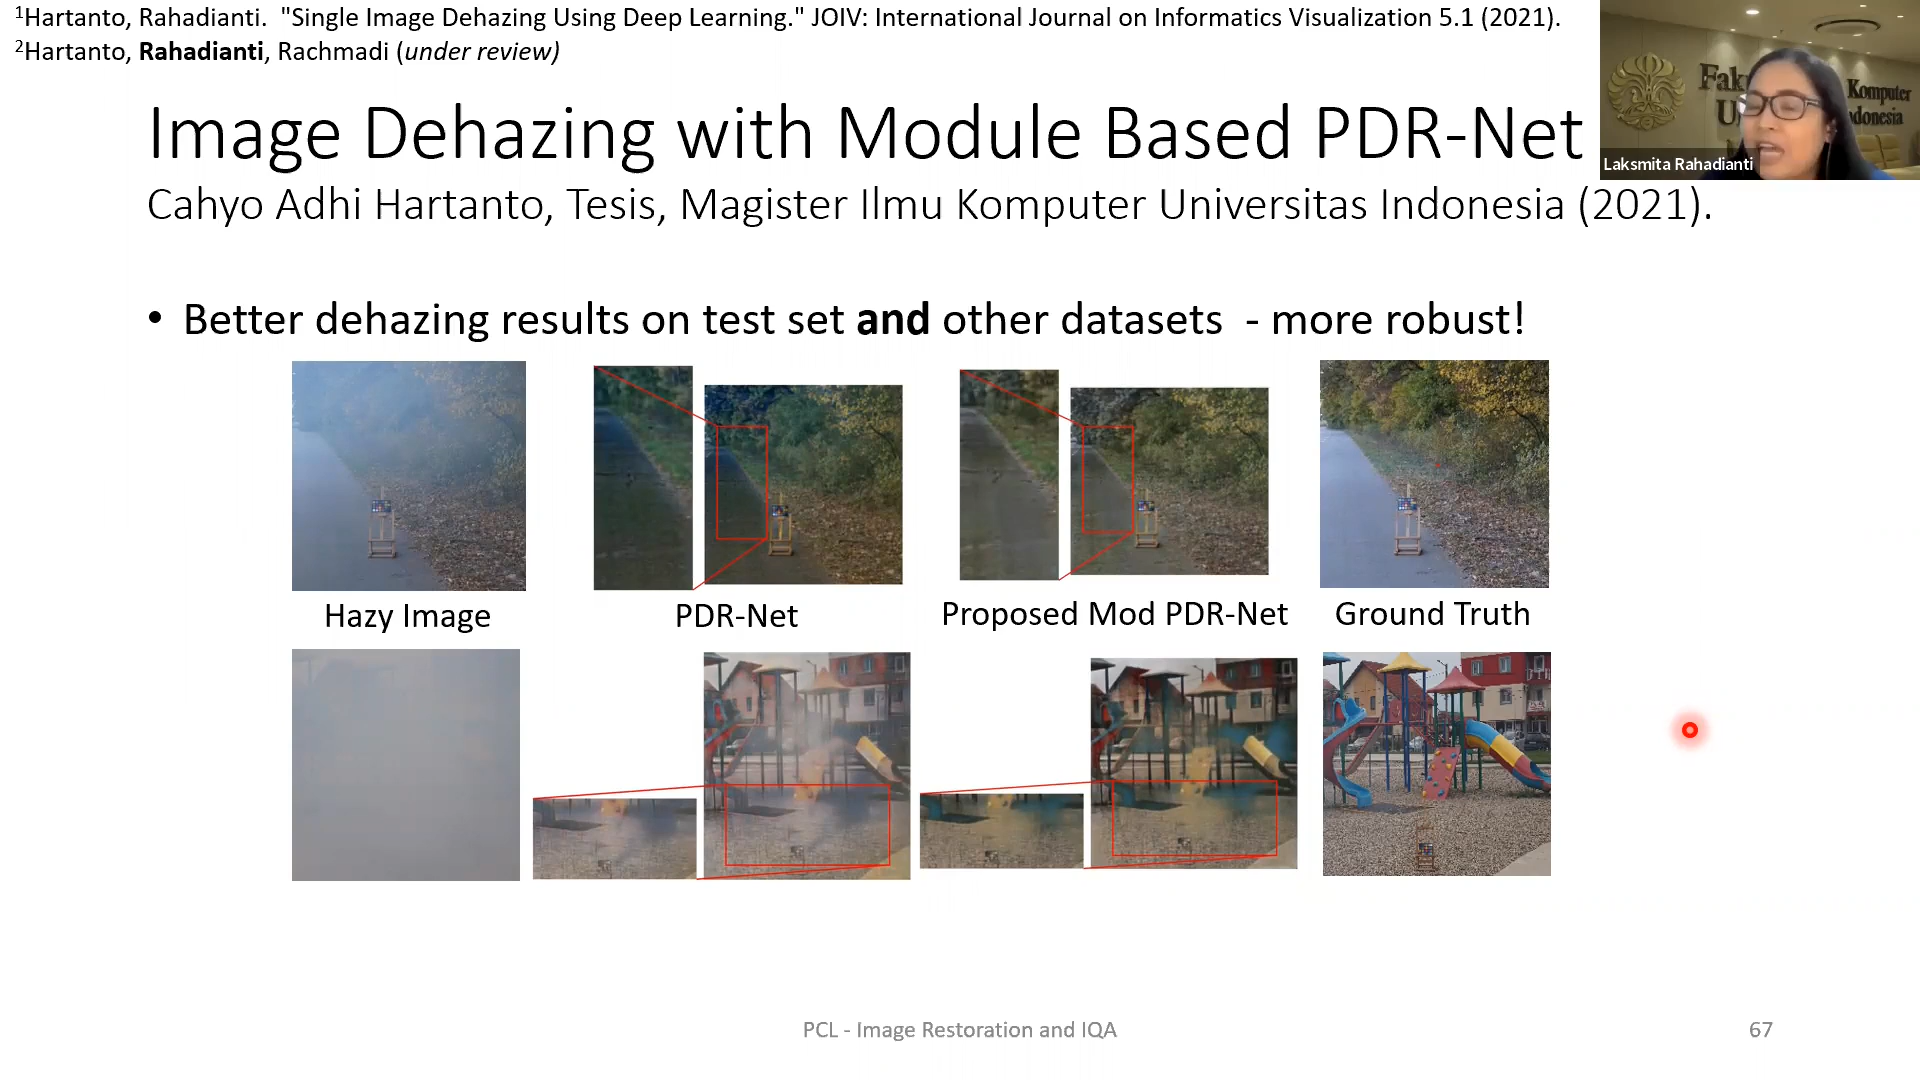 ¹Hartanto, Rahadianti.  "Single Image Dehazing Using Deep Learning." JOIV: International Journal on Informatics Visualization 5.1 (2021).
²Hartanto, Rahadianti, Rachmadi (under review)
Image Dehazing with Module Based PDR-Net
Cahyo Adhi Hartanto, Tesis, Magister Ilmu Komputer Universitas Indonesia (2021).
Komputer
Laksmita Rahadianti
• Better dehazing results on test set and other datasets  - more robust!
Hazy Image
PDR-Net
Proposed Mod PDR-Net
Ground Truth
PCL - Image Restoration and IQA
67